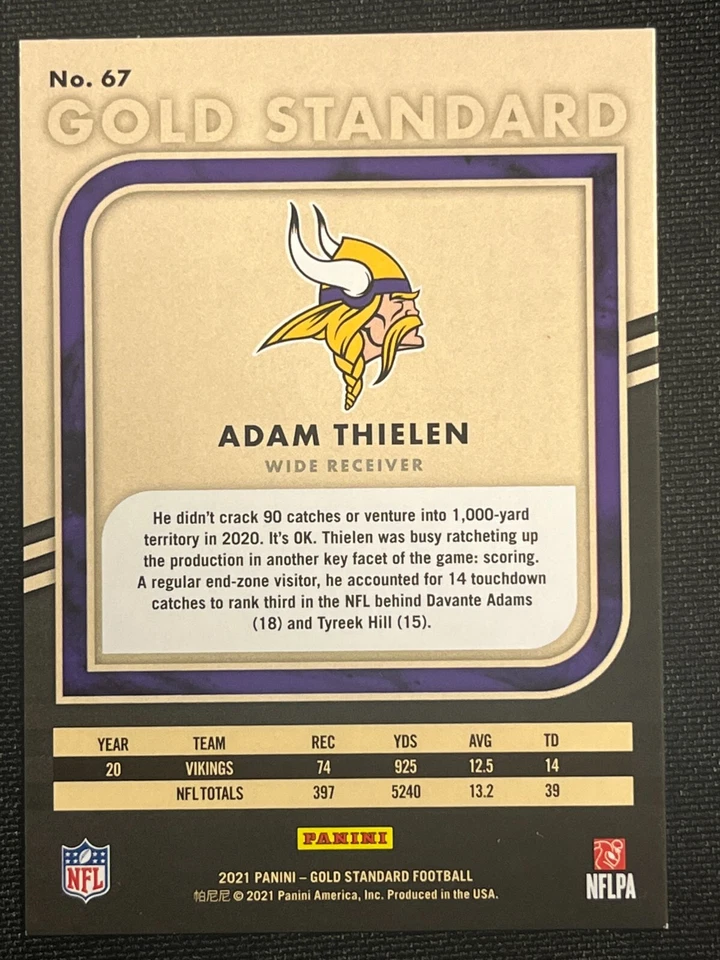 No. 67
GOLD STANDARD
ADAM THIELEN
WIDE RECEIVER
He didn't crack 90 catches or venture into 1,000-yard
territory in 2020. It's OK. Thielen was busy ratcheting up
the production in another key facet of the game: scoring.
A regular end-zone visitor, he accounted for 14 touchdown
catches to rank third in the NFL behind Davante Adams
(18) and Tyreek Hill (15).
YEAR TEAM REC YDS AVG TD
20 VIKINGS 74 925 12.5 14
NFL TOTALS 397 5240 13.2 39
PANINI
NFL
2021 PANINI – GOLD STANDARD FOOTBALL
帕尼尼 © 2021 Panini America, Inc. Produced in the USA.
NFLPA